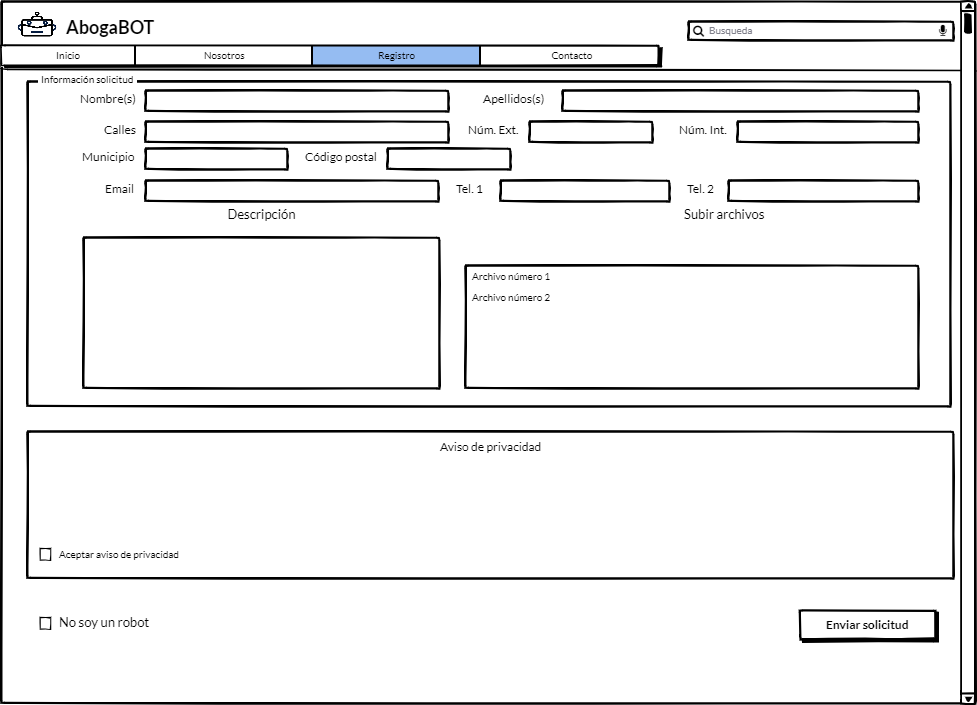 AbogaBOT
Busqueda
Inicio Nosotros Registro Contacto
Información solicitud
Nombre(s) Apellidos(s)
Calles Núm. Ext. Núm. Int.
Municipio Código postal
Email Tel. 1 Tel. 2
Descripción Subir archivos
Archivo número 1
Archivo número 2
Aviso de privacidad
Aceptar aviso de privacidad
No soy un robot
Enviar solicitud